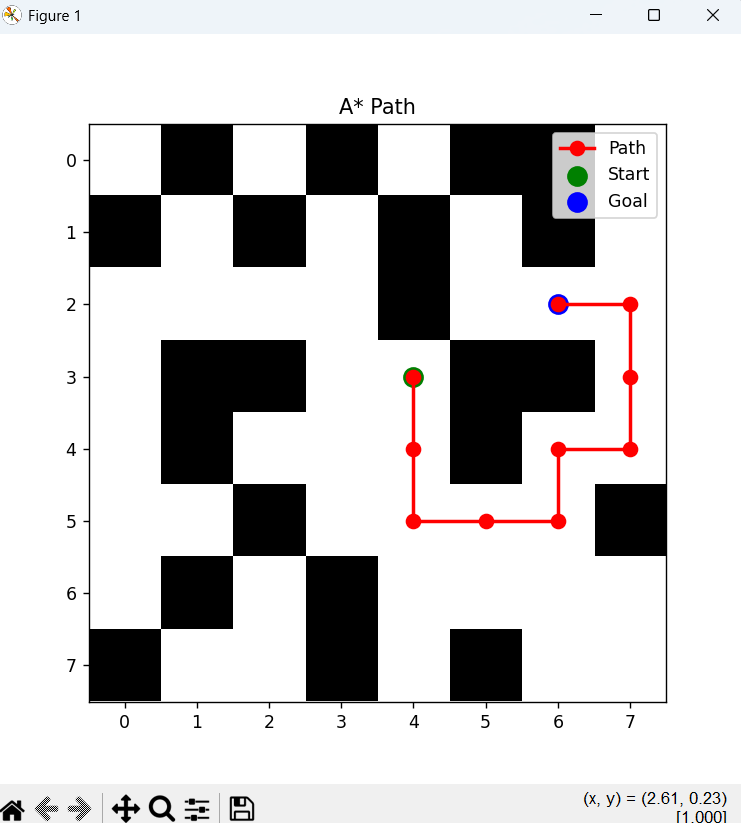 Figure 1
A* Path
Path
Start
Goal
0
1
2
3
4
5
6
7
0 1 2 3 4 5 6 7
(x, y) = (2.61, 0.23)
[1.000]